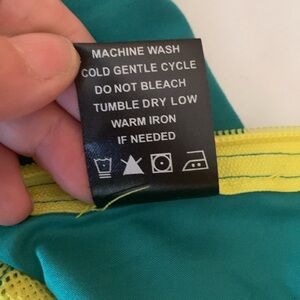 MACHINE WASH
COLD GENTLE CYCLE
DO NOT BLEACH
TUMBLE DRY LOW
WARM IRON
IF NEEDED